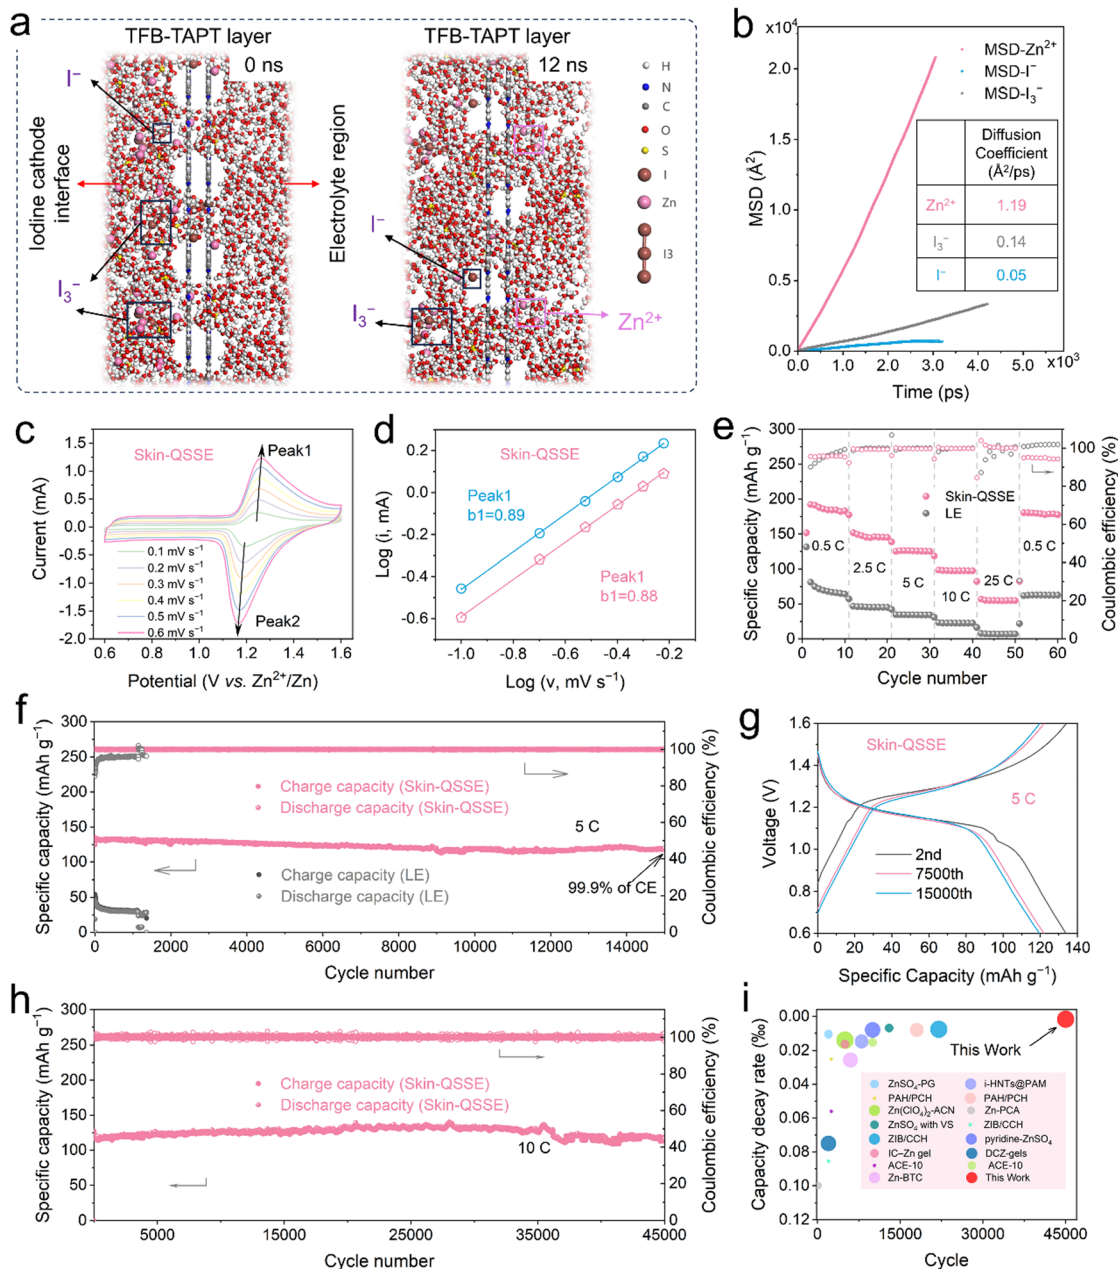 a
TFB-TAPT layer
0 ns
I⁻
Iodine cathode
interface
I₃⁻
Electrolyte region
TFB-TAPT layer
12 ns
I⁻
I₃⁻
Zn²⁺
H
N
C
O
S
I
Zn
I3
b
×10⁴
2.0
1.5
1.0
0.5
0.0
MSD (Å²)
MSD-Zn²⁺
MSD-I⁻
MSD-I₃⁻
Diffusion
Coefficient
(Å²/ps)
Zn²⁺ 1.19
I₃⁻ 0.14
I⁻ 0.05
0.0 1.0 2.0 3.0 4.0 5.0
×10³
Time (ps)
c
Skin-QSSE
Peak1
Peak2
1.5
1.0
0.5
0.0
-0.5
-1.0
-1.5
-2.0
Current (mA)
0.1 mV s⁻¹
0.2 mV s⁻¹
0.3 mV s⁻¹
0.4 mV s⁻¹
0.5 mV s⁻¹
0.6 mV s⁻¹
0.6 0.8 1.0 1.2 1.4 1.6
Potential (V vs. Zn²⁺/Zn)
d
Skin-QSSE
Peak1
b1=0.89
Peak1
b1=0.88
0.2
0.0
-0.2
-0.4
-0.6
Log (i, mA)
-1.0 -0.8 -0.6 -0.4 -0.2
Log (v, mV s⁻¹)
e
300
250
200
150
100
50
0
Specific capacity (mAh g⁻¹)
Skin-QSSE
LE
0.5 C
2.5 C
5 C
10 C
25 C
0.5 C
100
80
60
40
20
0
Coulombic efficiency (%)
0 10 20 30 40 50 60
Cycle number
f
300
250
200
150
100
50
0
Specific capacity (mAh g⁻¹)
Charge capacity (Skin-QSSE)
Discharge capacity (Skin-QSSE)
5 C
Charge capacity (LE)
Discharge capacity (LE)
99.9% of CE
100
80
60
40
20
0
Coulombic efficiency (%)
0 2000 4000 6000 8000 10000 12000 14000
Cycle number
g
Skin-QSSE
5 C
1.6
1.4
1.2
1.0
0.8
0.6
Voltage (V)
2nd
7500th
15000th
0 20 40 60 80 100 120 140
Specific Capacity (mAh g⁻¹)
h
300
250
200
150
100
50
0
Specific capacity (mAh g⁻¹)
Charge capacity (Skin-QSSE)
Discharge capacity (Skin-QSSE)
10 C
100
80
60
40
20
0
Coulombic efficiency (%)
5000 15000 25000 35000 45000
Cycle number
i
0.00
0.02
0.04
0.06
0.08
0.10
0.12
Capacity decay rate (‰)
This Work
ZnSO₄-PG
i-HNTs@PAM
PAH/PCH
PAH/PCH
Zn(ClO₄)₂-ACN
Zn-PCA
ZnSO₄ with VS
ZIB/CCH
ZIB/CCH
pyridine-ZnSO₄
IC–Zn gel
DCZ-gels
ACE-10
ACE-10
Zn-BTC
This Work
0 15000 30000 45000
Cycle